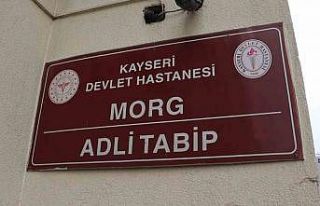 KAYSERİ
DEVLET HASTANESİ
MORG
ADLİ TABİP